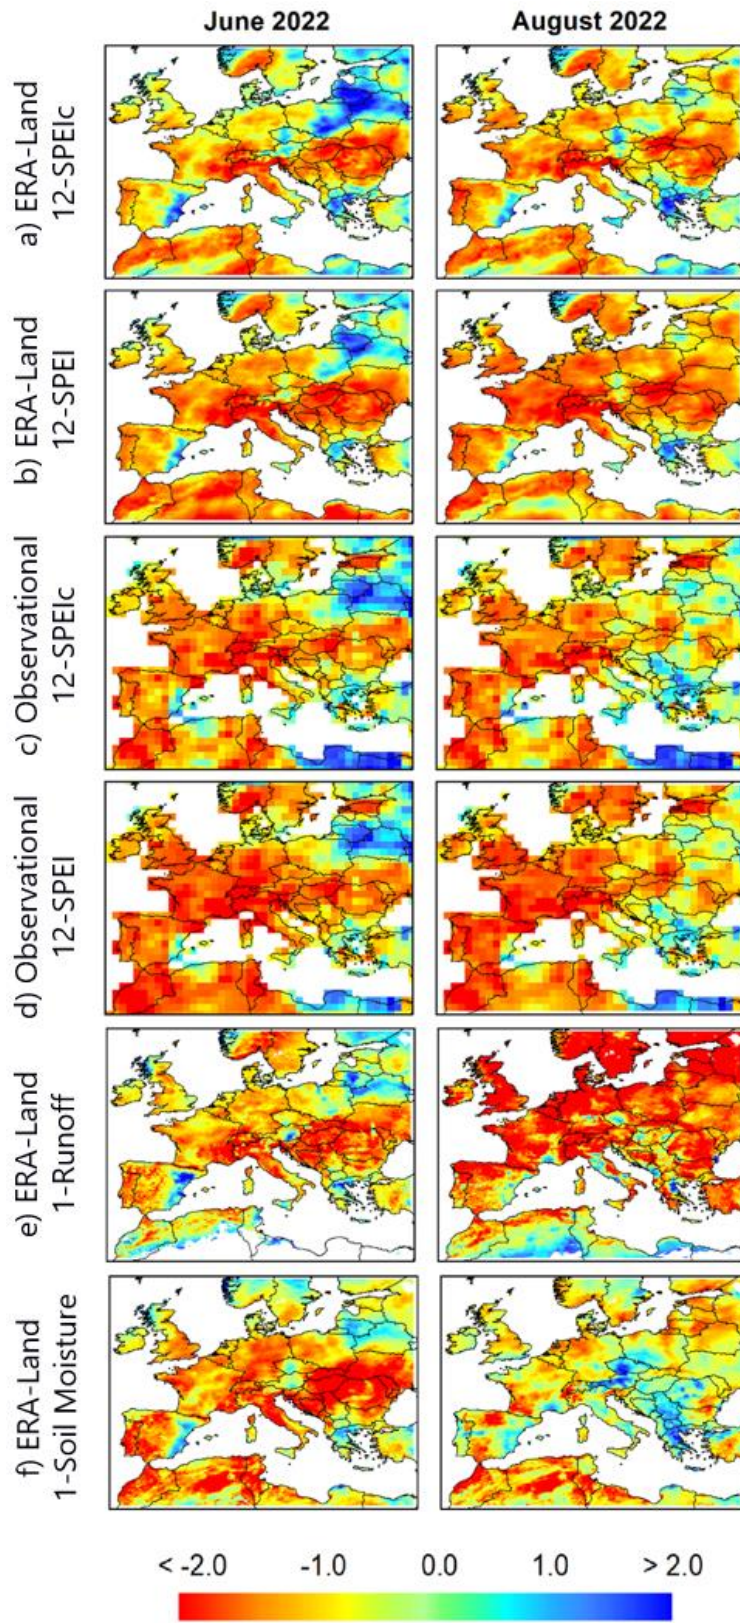 June 2022 August 2022
a) ERA-Land
12-SPEIc
b) ERA-Land
12-SPEI
c) Observational
12-SPEIc
d) Observational
12-SPEI
e) ERA-Land
1-Runoff
f) ERA-Land
1-Soil Moisture
< -2.0 -1.0 0.0 1.0 > 2.0